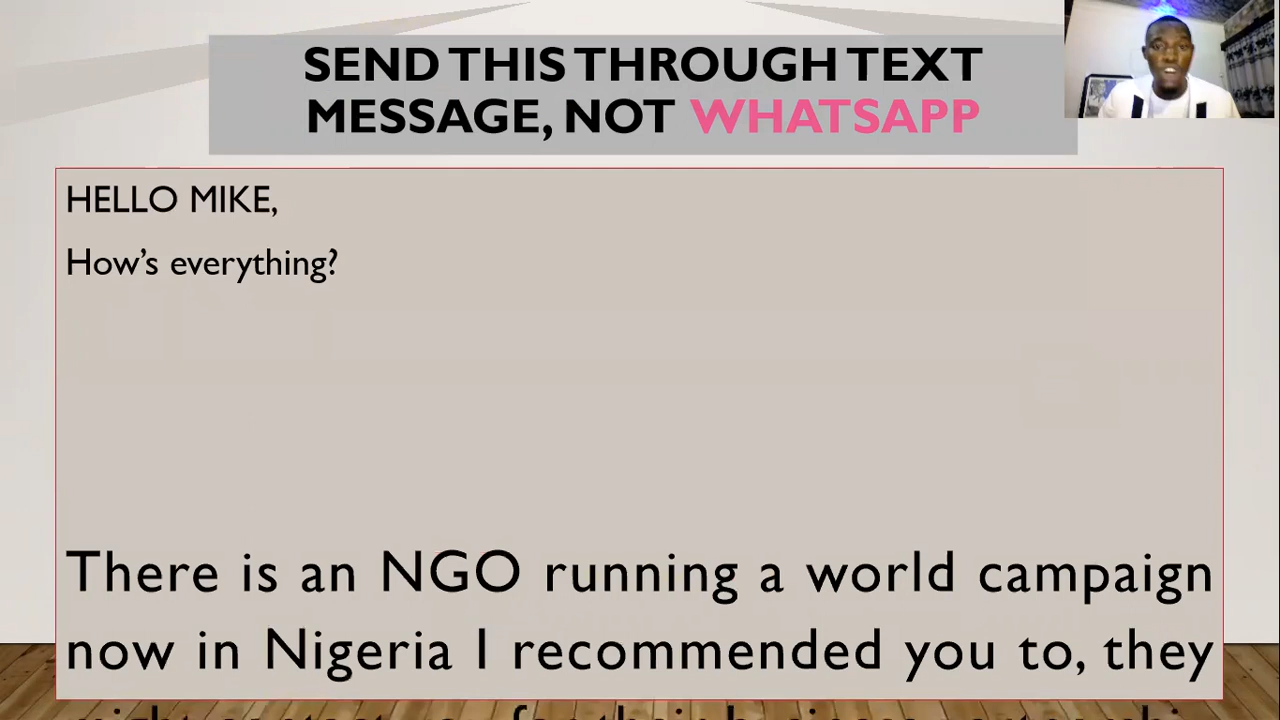 SEND THIS THROUGH TEXT
MESSAGE, NOT WHATSAPP
HELLO MIKE,
How's everything?
There is an NGO running a world campaign
now in Nigeria I recommended you to, they